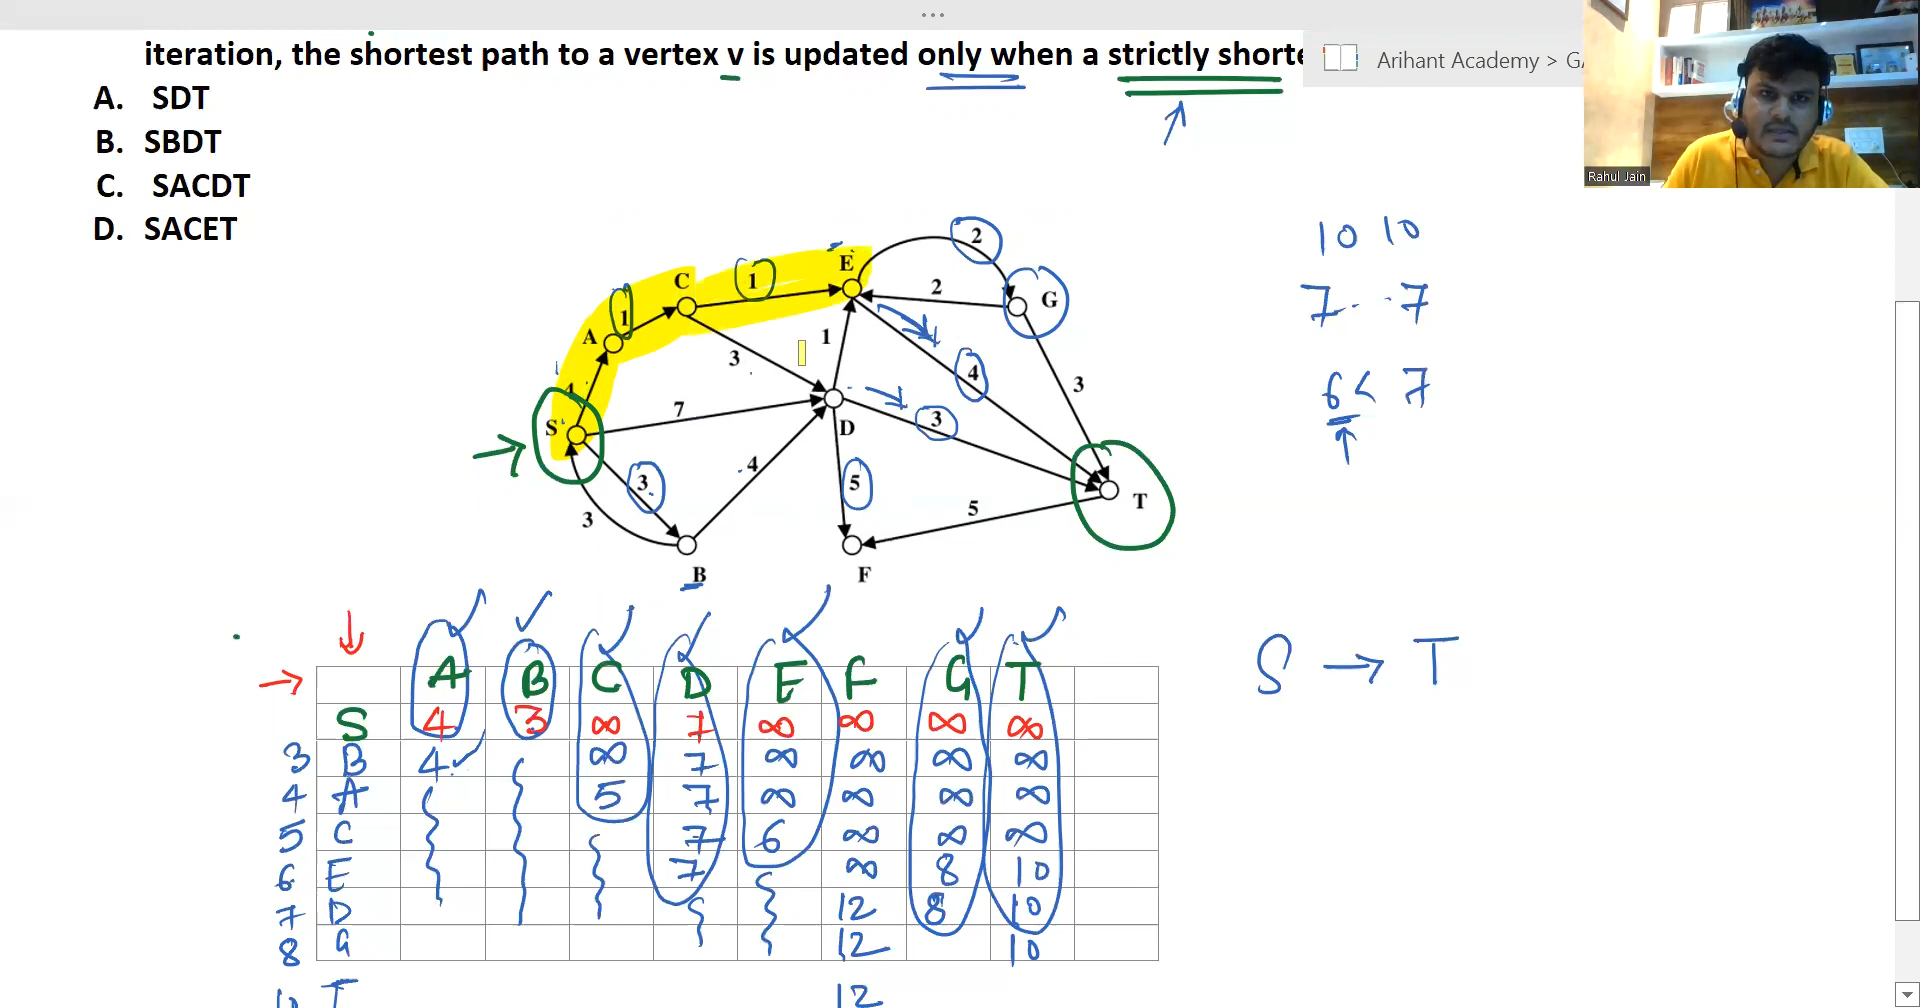 iteration, the shortest path to a vertex v is updated only when a strictly shorte
Arihant Academy > G
Rahul Jain
A. SDT
B. SBDT
C. SACDT
D. SACET
10 10
7 7
6 < 7
2
E
C
1
2
G
A
1
1
3
4
3
4
7
3
S
D
3
4
5
3
T
3
5
B
F
S → T
A B C D E F G T
S 4 3 ∞ 7 ∞ ∞ ∞ ∞
3 B 4 ∞ 7 ∞ ∞ ∞ ∞
4 A 5 7 ∞ ∞ ∞ ∞
5 C 7 6 ∞ ∞ ∞
6 E 7 ∞ 8 10
7 D 12 8 10
8 G 12 10
10 T 12